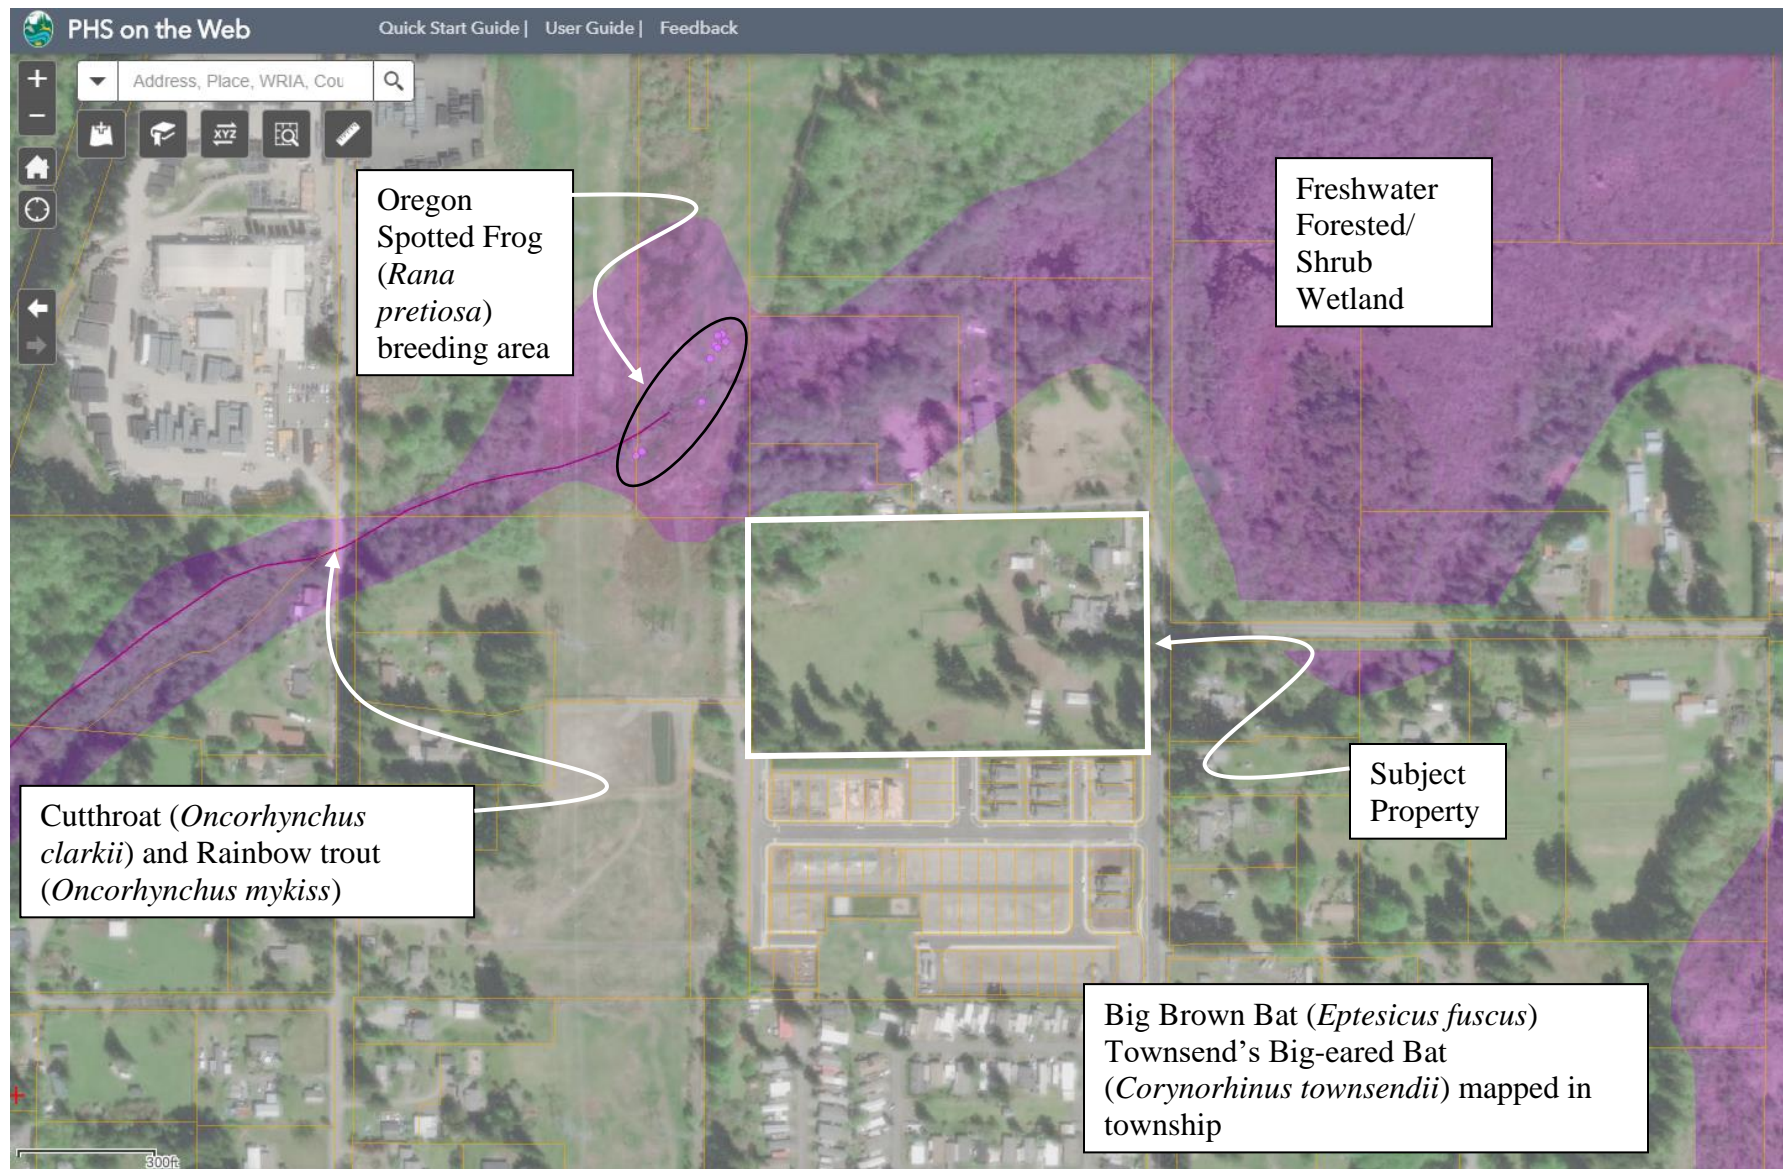 PHS on the Web
Quick Start Guide | User Guide | Feedback
Address, Place, WRIA, Cou
XYZ
Oregon
Spotted Frog
(Rana
pretiosa)
breeding area
Freshwater
Forested/
Shrub
Wetland
Subject
Property
Cutthroat (Oncorhynchus
clarkii) and Rainbow trout
(Oncorhynchus mykiss)
Big Brown Bat (Eptesicus fuscus)
Townsend’s Big-eared Bat
(Corynorhinus townsendii) mapped in
township
300ft